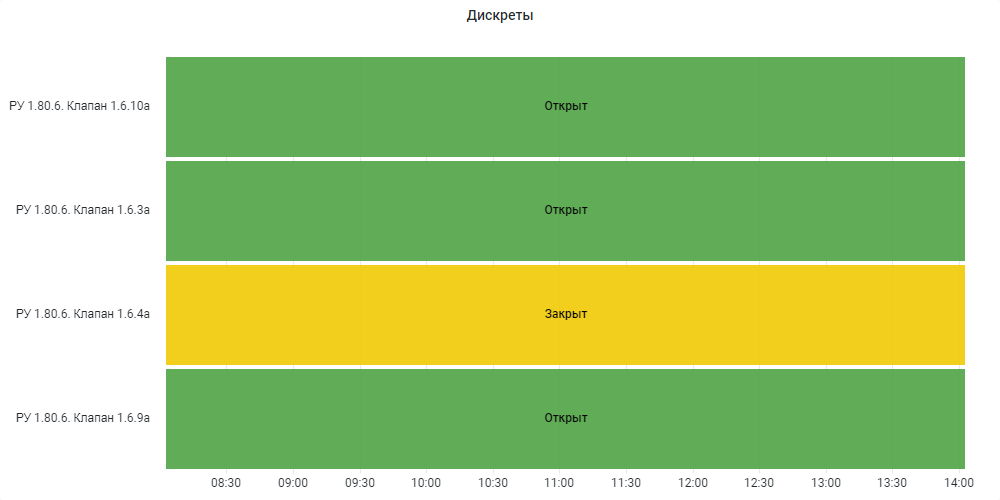 Дискреты
РУ 1.80.6. Клапан 1.6.10а
Открыт
РУ 1.80.6. Клапан 1.6.3а
Открыт
РУ 1.80.6. Клапан 1.6.4а
Закрыт
РУ 1.80.6. Клапан 1.6.9а
Открыт
08:30 09:00 09:30 10:00 10:30 11:00 11:30 12:00 12:30 13:00 13:30 14:00